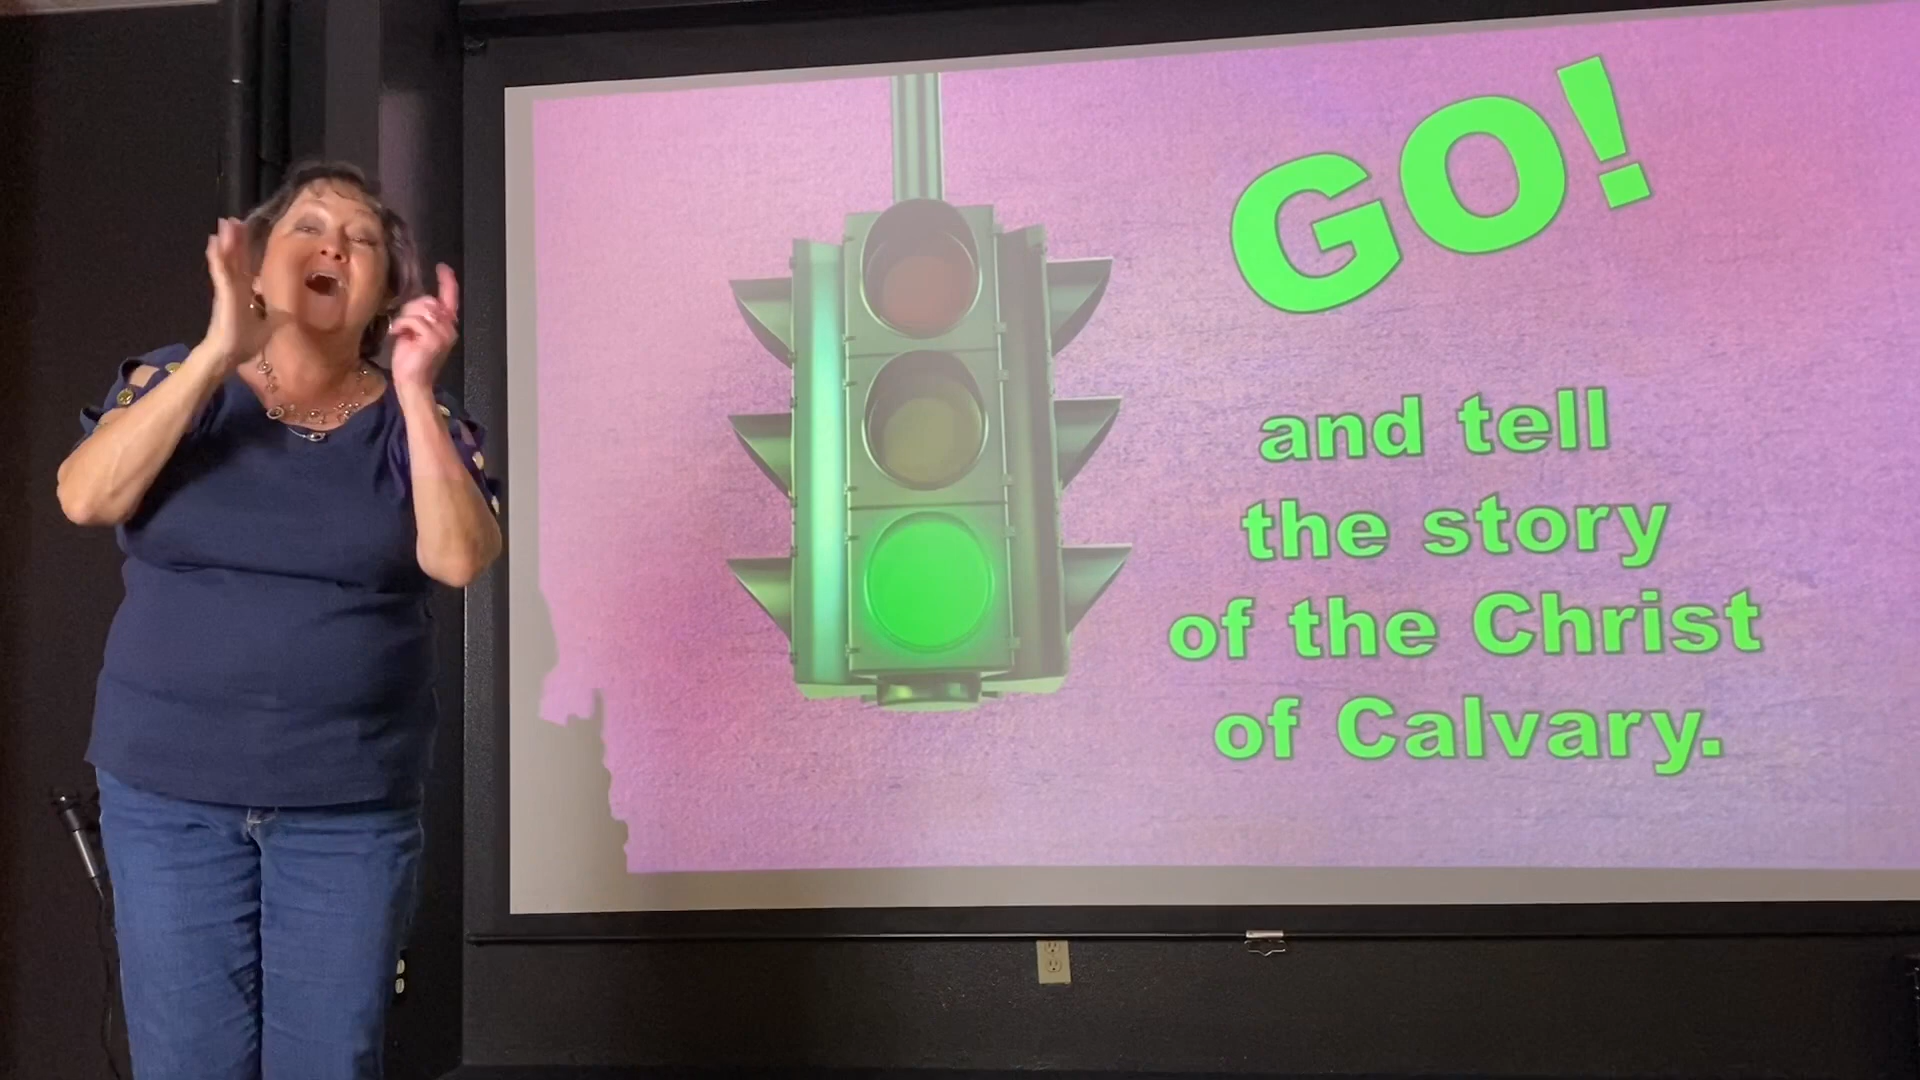 GO!
and tell
the story
of the Christ
of Calvary.